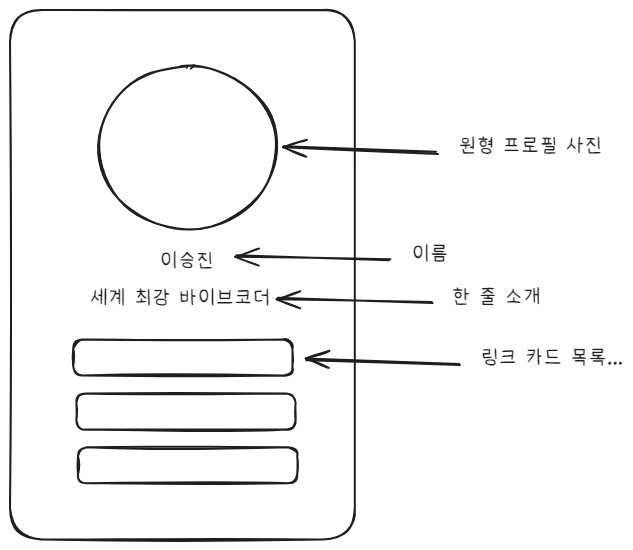 원형 프로필 사진
이승진
이름
세계 최강 바이브코더
한 줄 소개
링크 카드 목록...